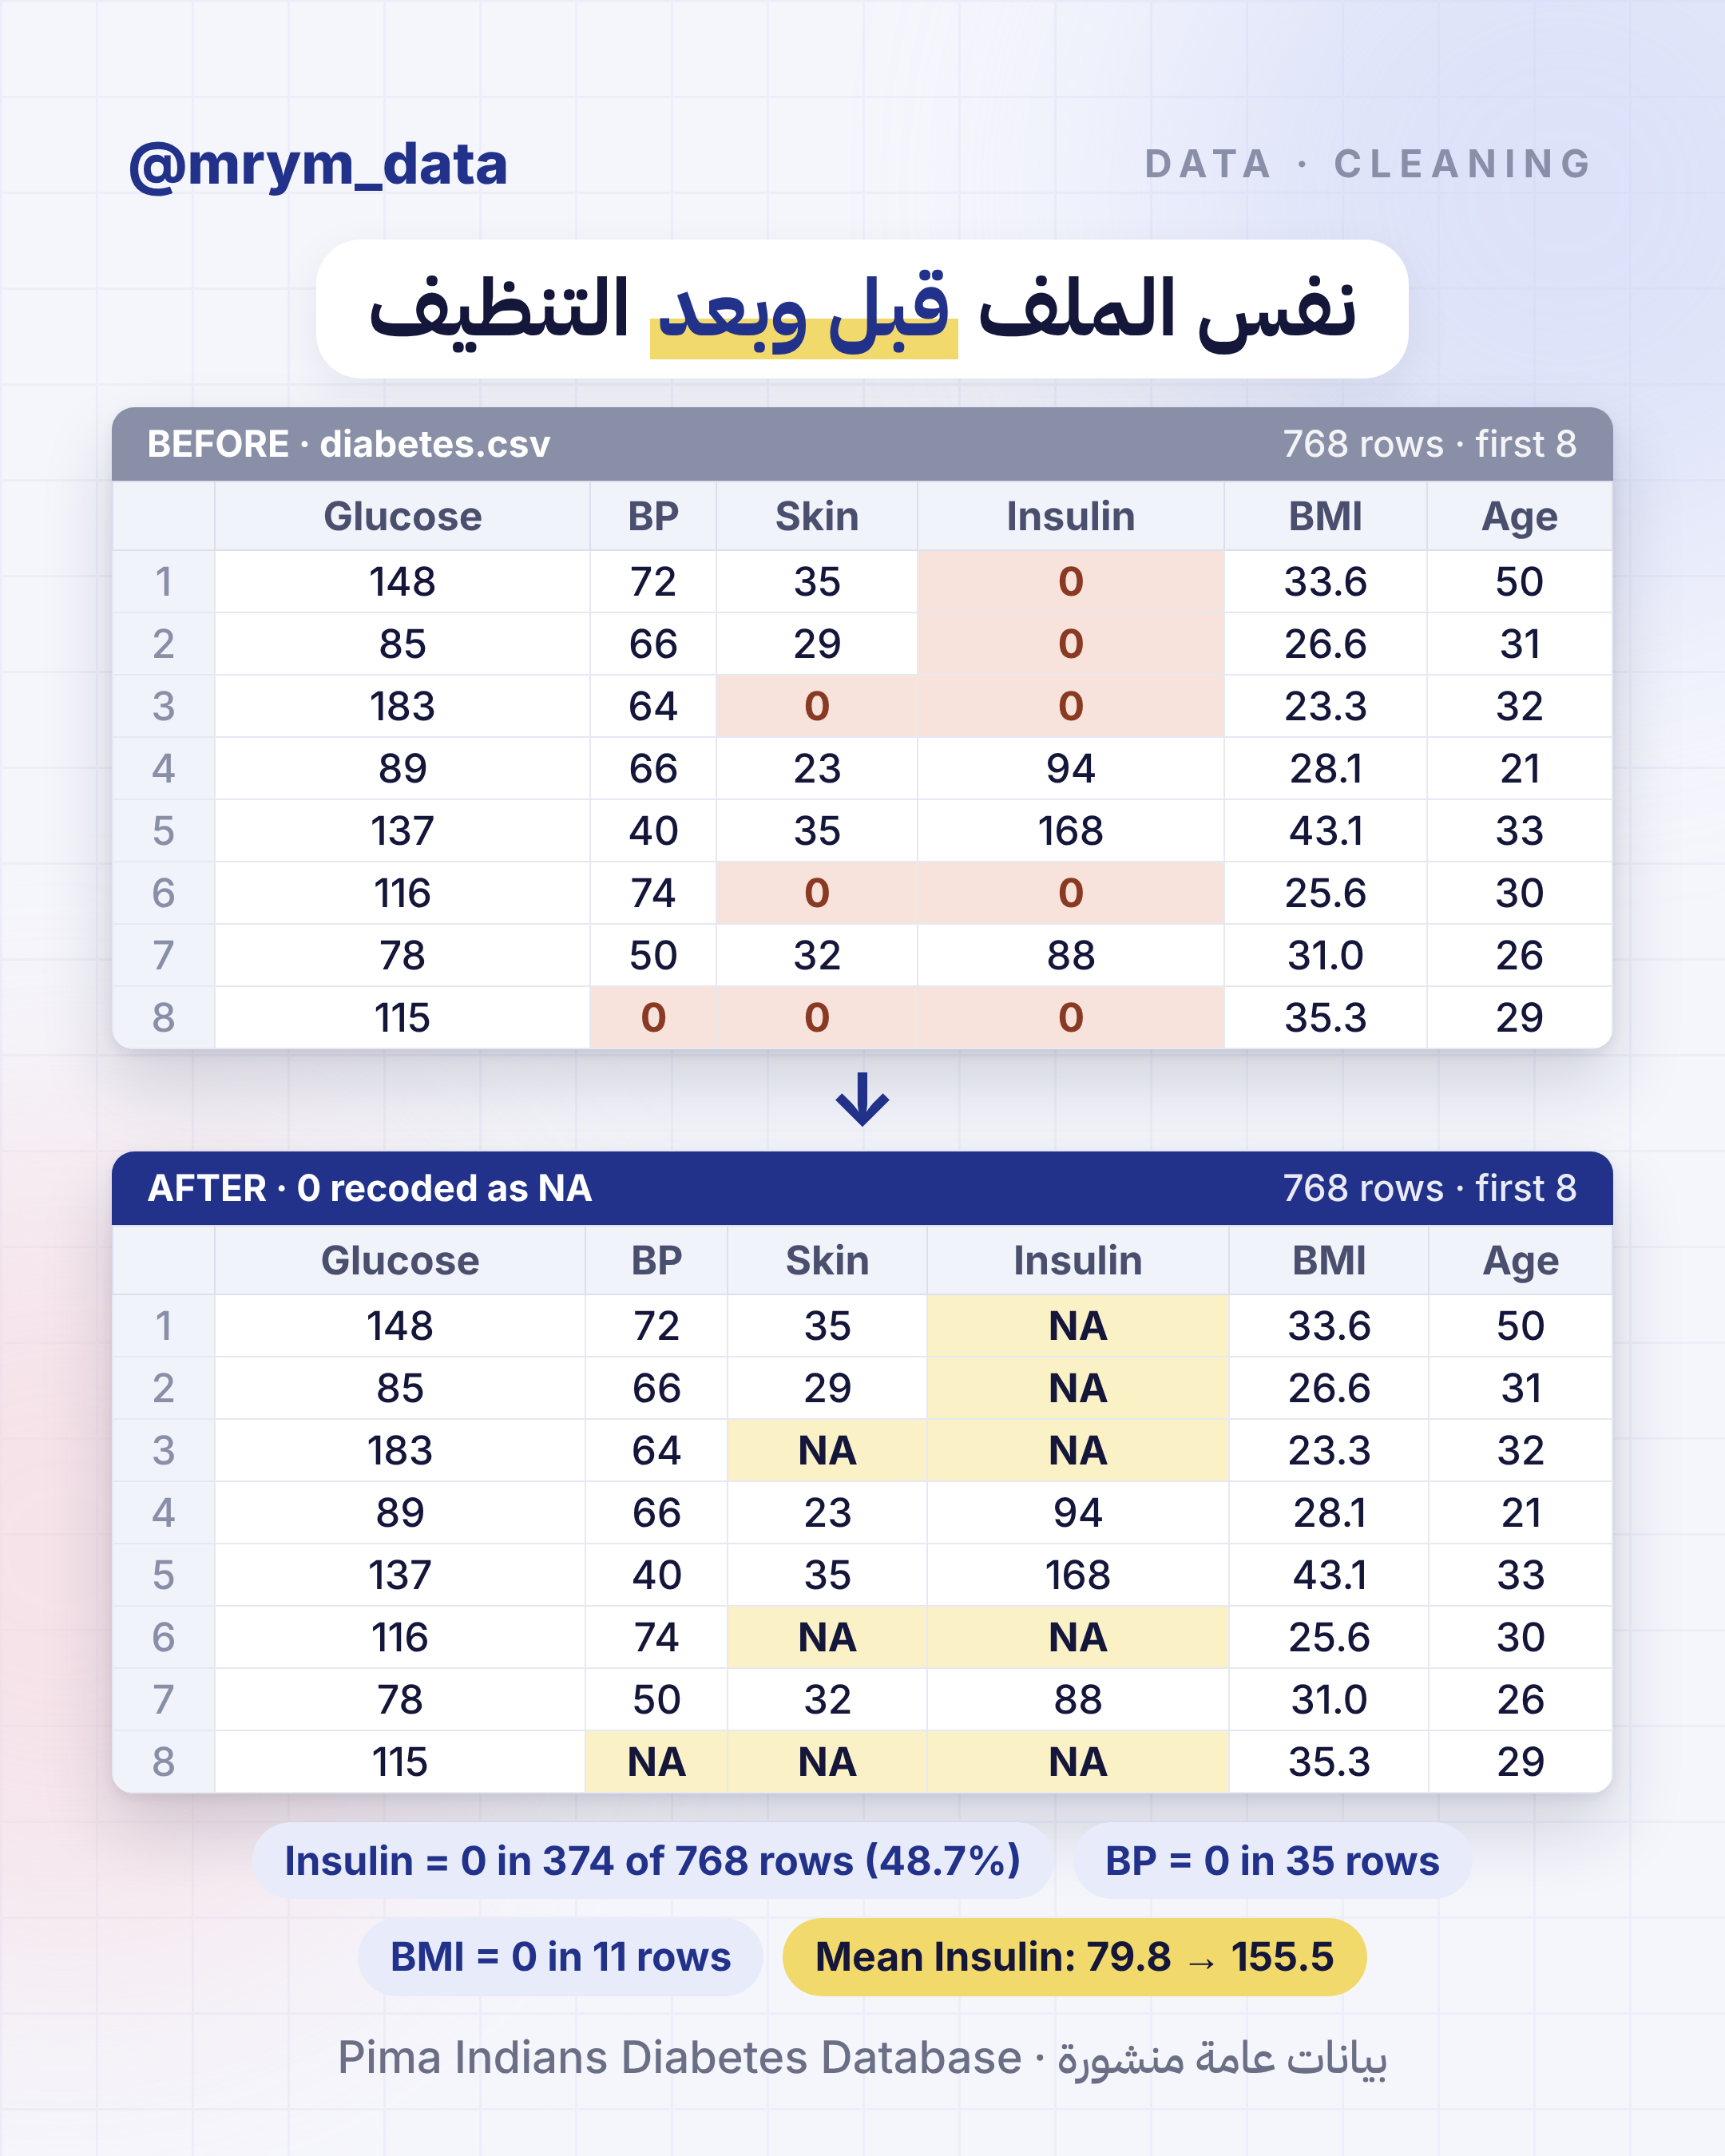 @mrym_data
DATA · CLEANING
نفس الملف قبل وبعد التنظيف
BEFORE · diabetes.csv 768 rows · first 8
Glucose BP Skin Insulin BMI Age
1 148 72 35 0 33.6 50
2 85 66 29 0 26.6 31
3 183 64 0 0 23.3 32
4 89 66 23 94 28.1 21
5 137 40 35 168 43.1 33
6 116 74 0 0 25.6 30
7 78 50 32 88 31.0 26
8 115 0 0 0 35.3 29
↓
AFTER · 0 recoded as NA 768 rows · first 8
Glucose BP Skin Insulin BMI Age
1 148 72 35 NA 33.6 50
2 85 66 29 NA 26.6 31
3 183 64 NA NA 23.3 32
4 89 66 23 94 28.1 21
5 137 40 35 168 43.1 33
6 116 74 NA NA 25.6 30
7 78 50 32 88 31.0 26
8 115 NA NA NA 35.3 29
Insulin = 0 in 374 of 768 rows (48.7%) BP = 0 in 35 rows
BMI = 0 in 11 rows Mean Insulin: 79.8 → 155.5
Pima Indians Diabetes Database · بيانات عامة منشورة